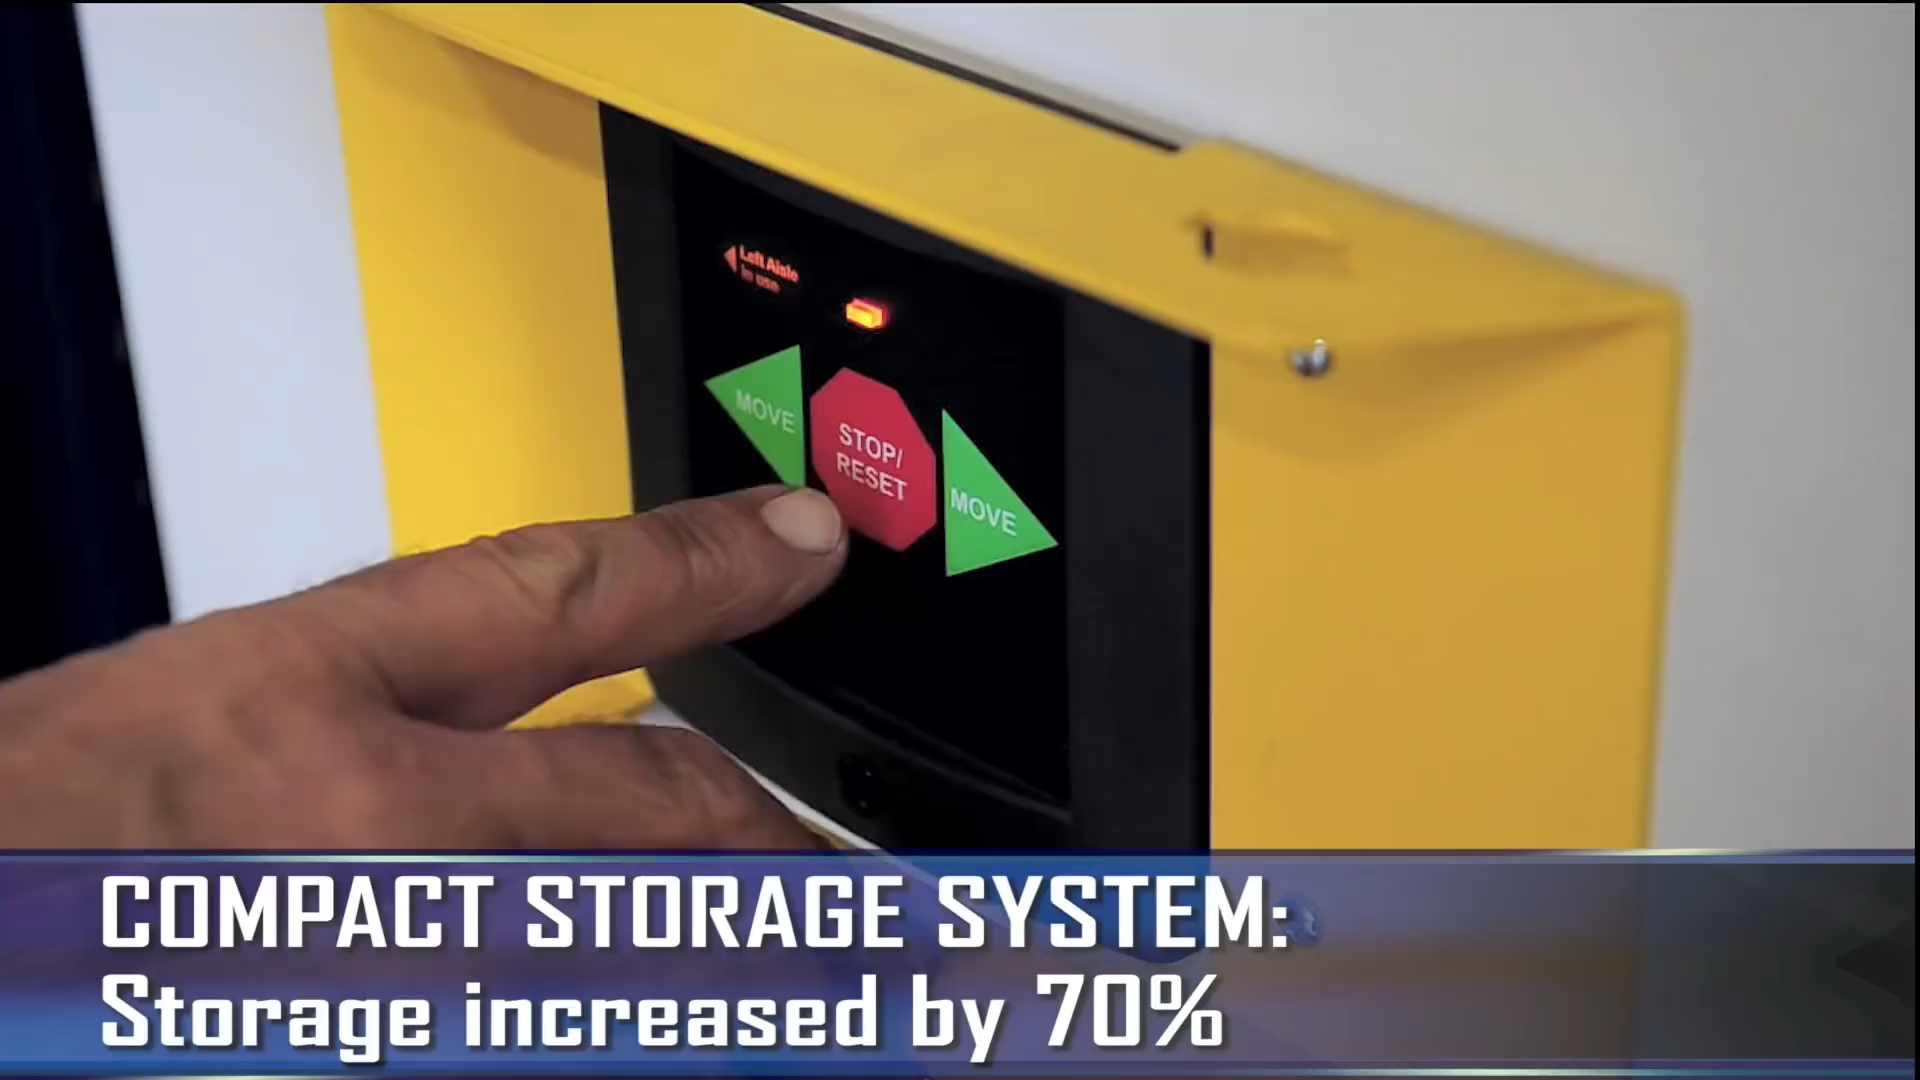 Left Aisle
In use
MOVE
STOP/
RESET
MOVE
COMPACT STORAGE SYSTEM:
Storage increased by 70%